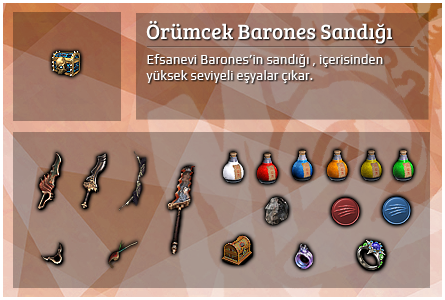 Örümcek Barones Sandığı
Efsanevi Barones'in sandığı , içerisinden
yüksek seviyeli eşyalar çıkar.